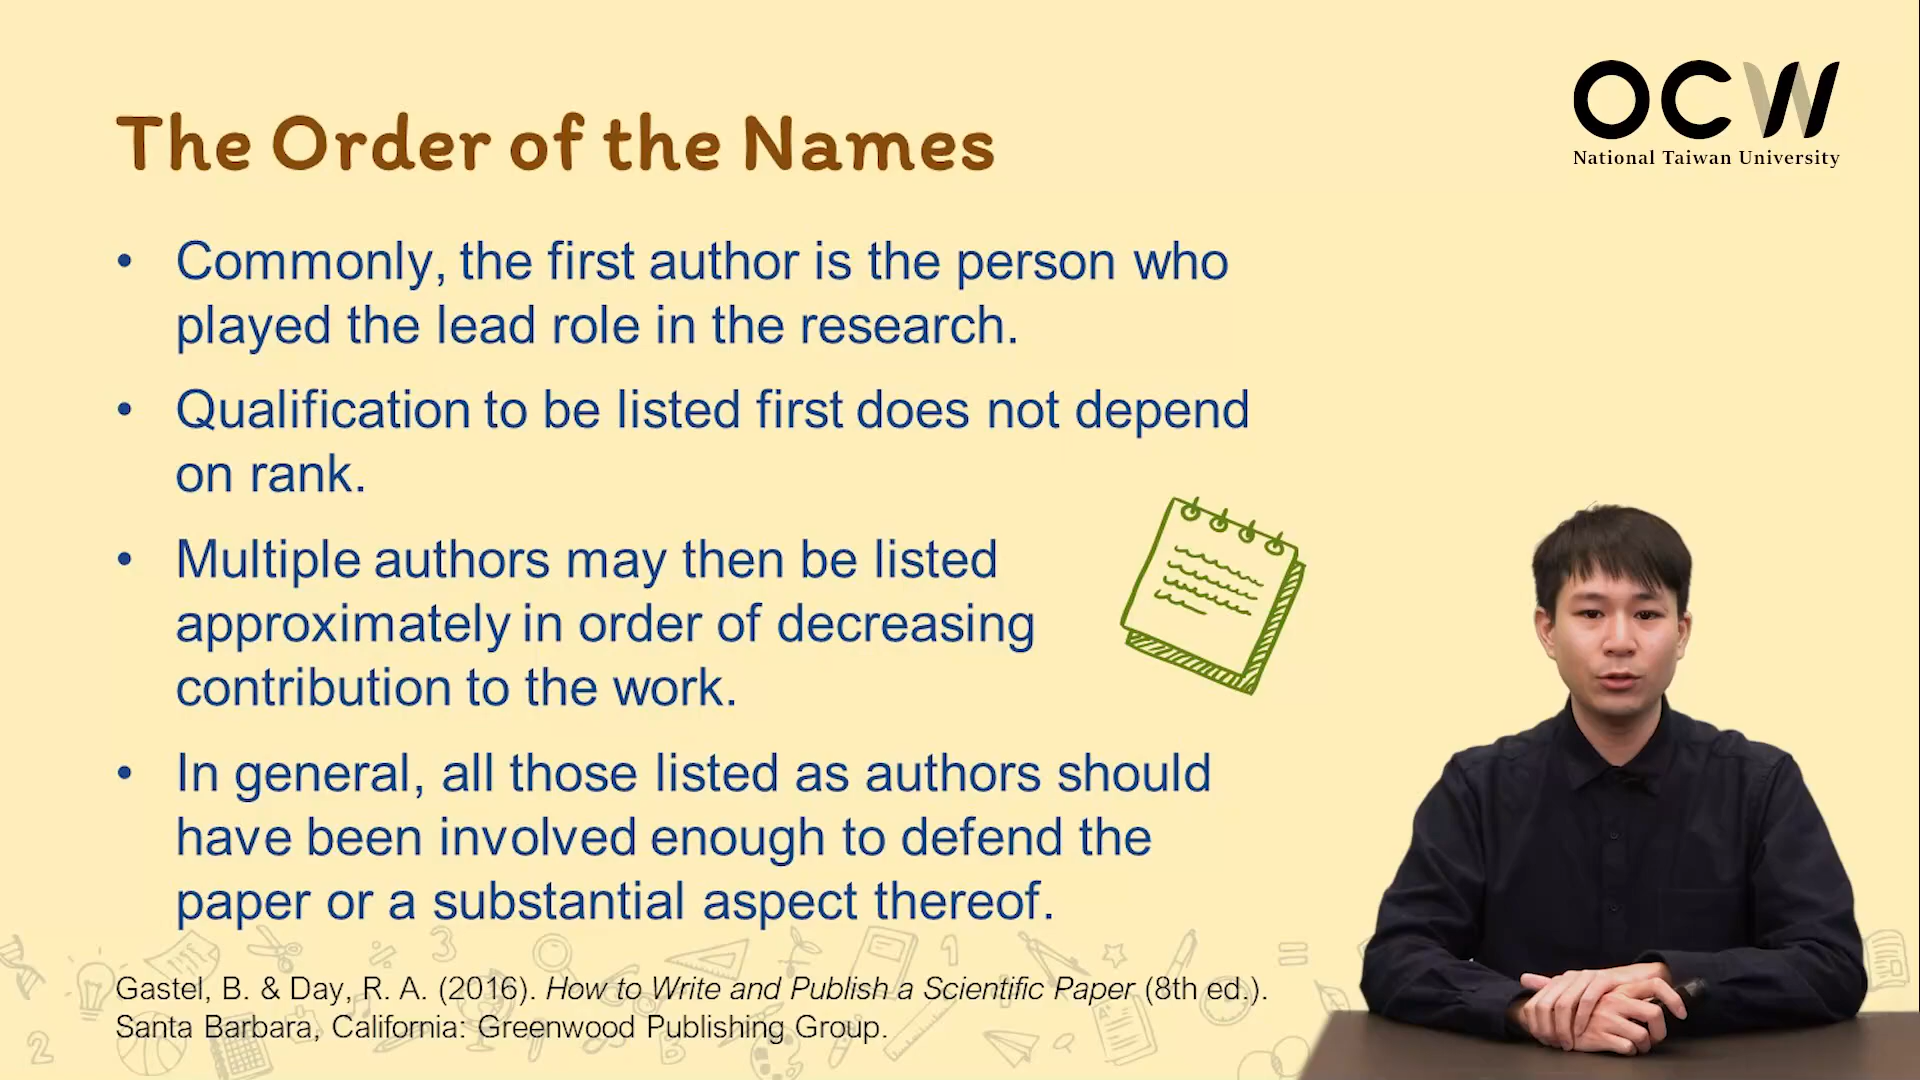 OCW
National Taiwan University
The Order of the Names
• Commonly, the first author is the person who
played the lead role in the research.
• Qualification to be listed first does not depend
on rank.
• Multiple authors may then be listed
approximately in order of decreasing
contribution to the work.
• In general, all those listed as authors should
have been involved enough to defend the
paper or a substantial aspect thereof.
Gastel, B. & Day, R. A. (2016). How to Write and Publish a Scientific Paper (8th ed.).
Santa Barbara, California: Greenwood Publishing Group.